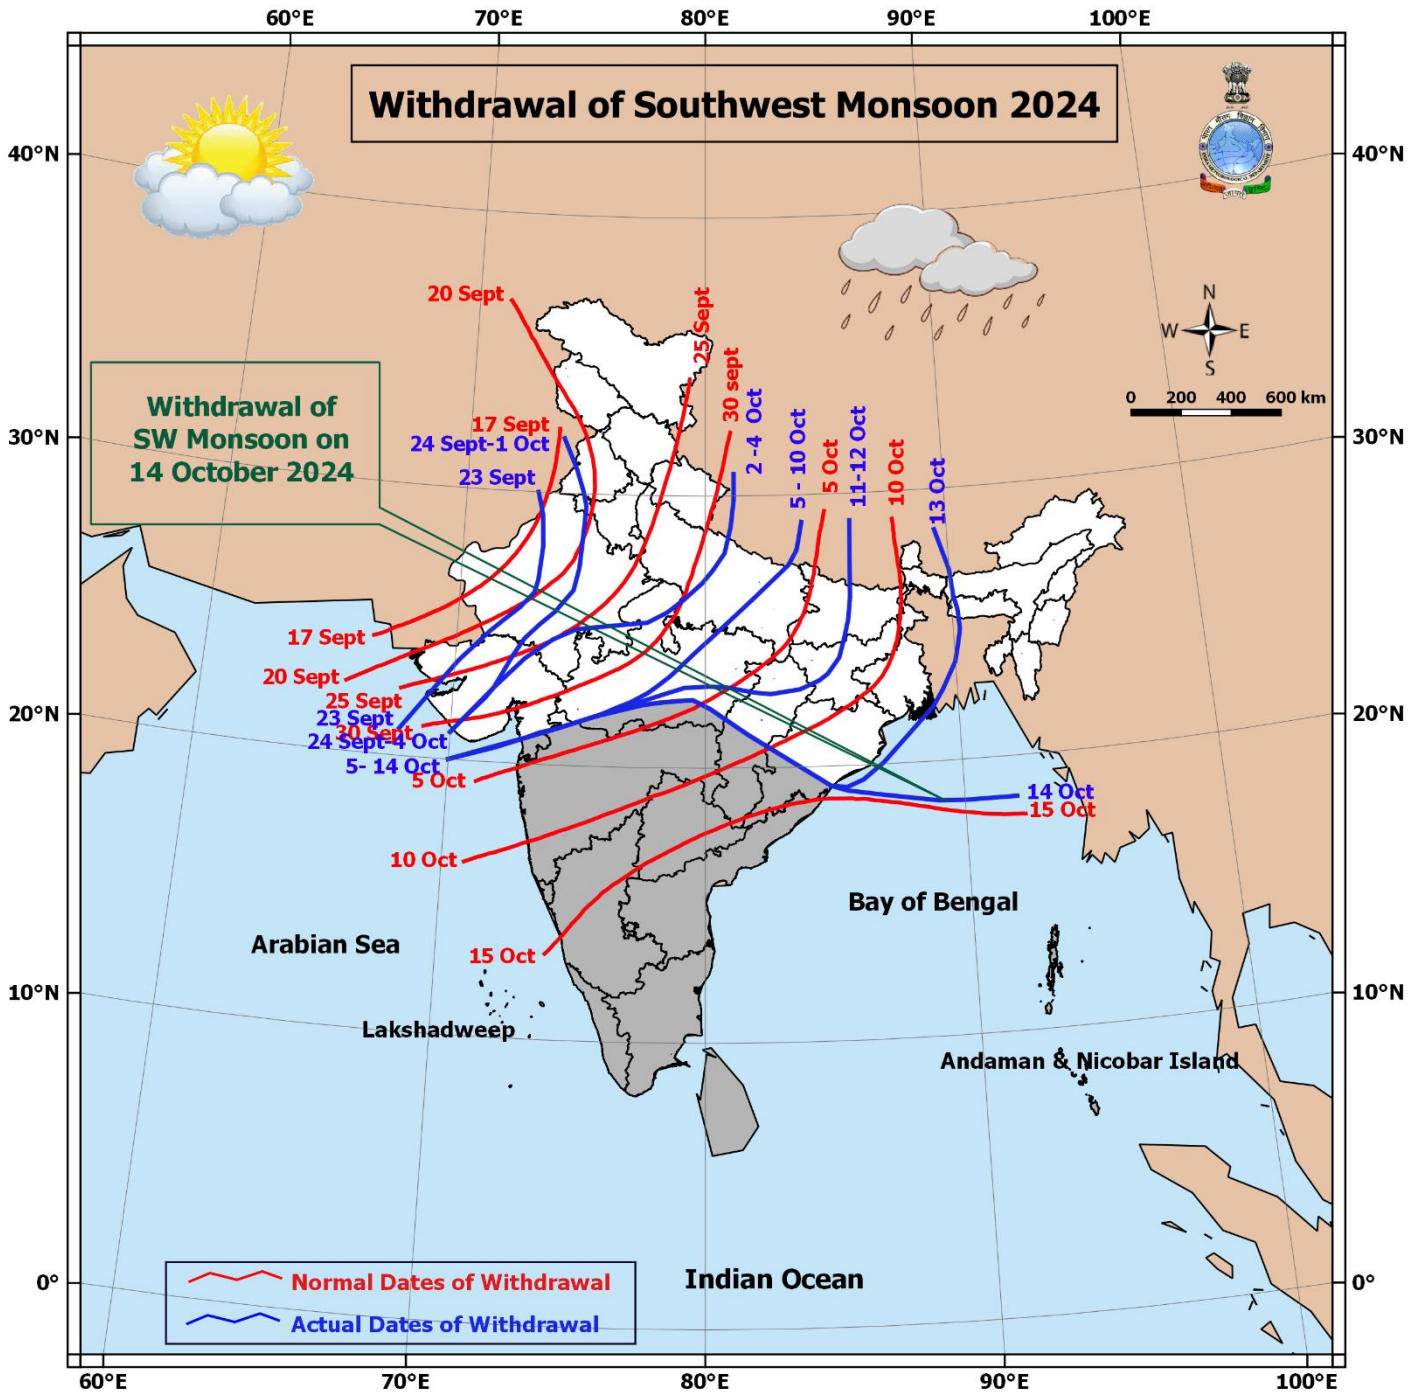 60°E 70°E 80°E 90°E 100°E
Withdrawal of Southwest Monsoon 2024
40°N 40°N
N
W E
S
0 200 400 600 km
20 Sept
25 Sept
30 sept
2 -4 Oct
5 - 10 Oct
5 Oct
11-12 Oct
10 Oct
13 Oct
Withdrawal of
SW Monsoon on
14 October 2024
17 Sept
24 Sept-1 Oct
23 Sept
30°N 30°N
17 Sept
20 Sept
25 Sept
23 Sept
30 Sept
24 Sept-4 Oct
5- 14 Oct
5 Oct
20°N 20°N
14 Oct
15 Oct
10 Oct
Bay of Bengal
Arabian Sea
15 Oct
10°N 10°N
Lakshadweep
Andaman & Nicobar Island
Indian Ocean
0° 0°
Normal Dates of Withdrawal
Actual Dates of Withdrawal
60°E 70°E 80°E 90°E 100°E